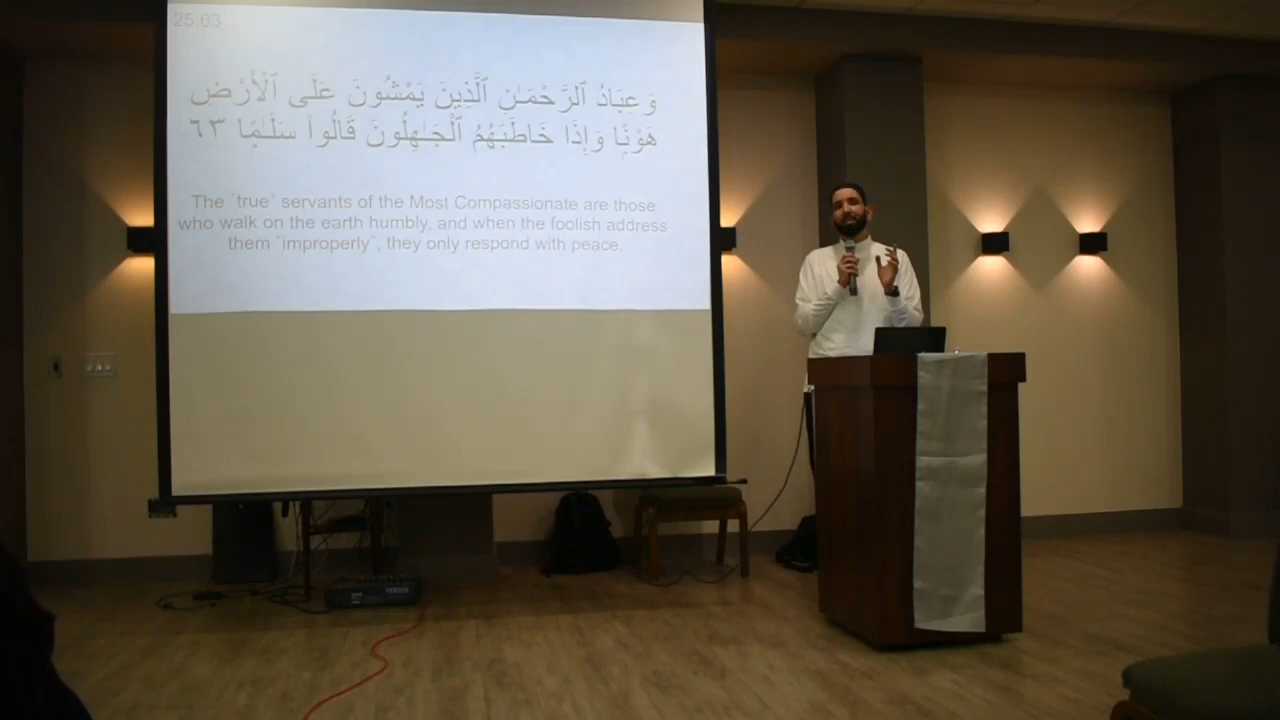 25:63
وَعِبَادُ ٱلرَّحْمَـٰنِ ٱلَّذِينَ يَمْشُونَ عَلَى ٱلْأَرْضِ
هَوْنًۭا وَإِذَا خَاطَبَهُمُ ٱلْجَـٰهِلُونَ قَالُوا۟ سَلَـٰمًۭا ٦٣
The ˹true˺ servants of the Most Compassionate are those
who walk on the earth humbly, and when the foolish address
them ˹improperly˺, they only respond with peace.